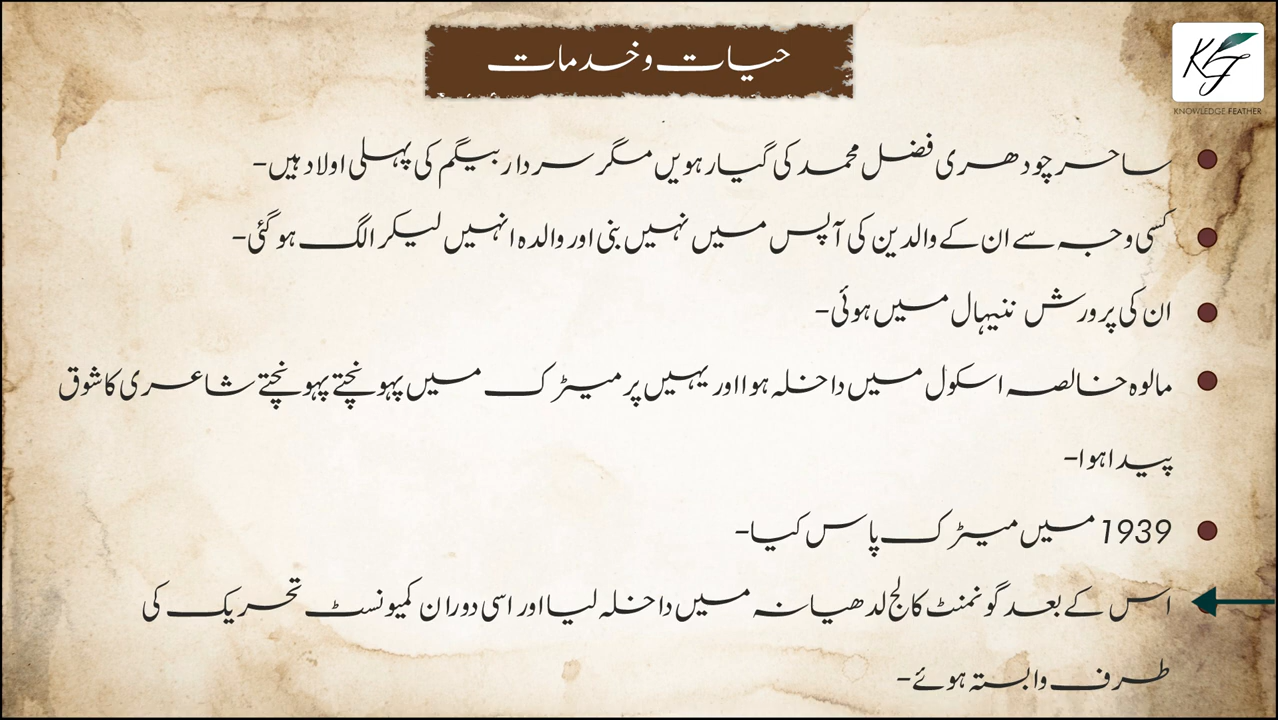 حیات و خدمات
KNOWLEDGE FEATHER
ساحر چودھری فضل محمد کی گیارہویں مگر سردار بیگم کی پہلی اولاد ہیں-
کسی وجہ سے ان کے والدین کی آپس میں نہیں بنی اور والدہ انہیں لیکر الگ ہو گئی-
ان کی پرورش ننیہال میں ہوئی-
مالوہ خالصہ اسکول میں داخلہ ہوا اور یہیں پر میٹرک میں پہونچتے پہونچتے شاعری کا شوق
پیدا ہوا-
1939 میں میٹرک پاس کیا-
اس کے بعد گونمنٹ کالج لدھیانہ میں داخلہ لیا اور اسی دوران کمیونسٹ تحریک کی
طرف وابستہ ہوئے-